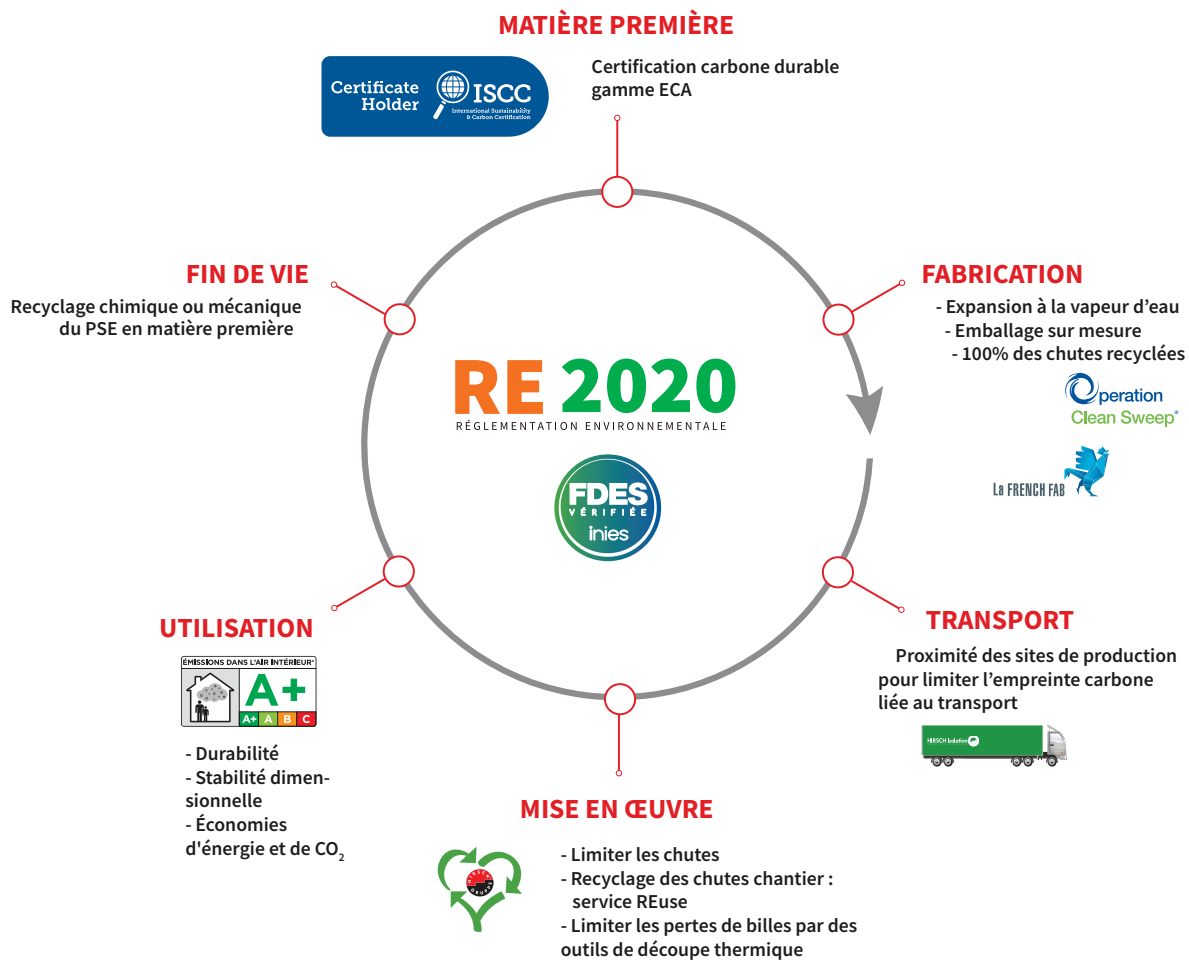 MATIÈRE PREMIÈRE
Certificate
Holder
ISCC
International Sustainability
& Carbon Certification
Certification carbone durable
gamme ECA
FIN DE VIE
Recyclage chimique ou mécanique
du PSE en matière première
FABRICATION
- Expansion à la vapeur d'eau
- Emballage sur mesure
- 100% des chutes recyclées
Operation
Clean Sweep®
La FRENCH FAB
RE 2020
RÉGLEMENTATION ENVIRONNEMENTALE
FDES
VÉRIFIÉE
inies
UTILISATION
ÉMISSIONS DANS L'AIR INTÉRIEUR*
A+
A+ A B C
- Durabilité
- Stabilité dimen-
sionnelle
- Économies
d'énergie et de CO₂
TRANSPORT
Proximité des sites de production
pour limiter l'empreinte carbone
liée au transport
HIRSCH Isolation
MISE EN ŒUVRE
HIRSCH
GRUPPE
- Limiter les chutes
- Recyclage des chutes chantier :
service REuse
- Limiter les pertes de billes par des
outils de découpe thermique